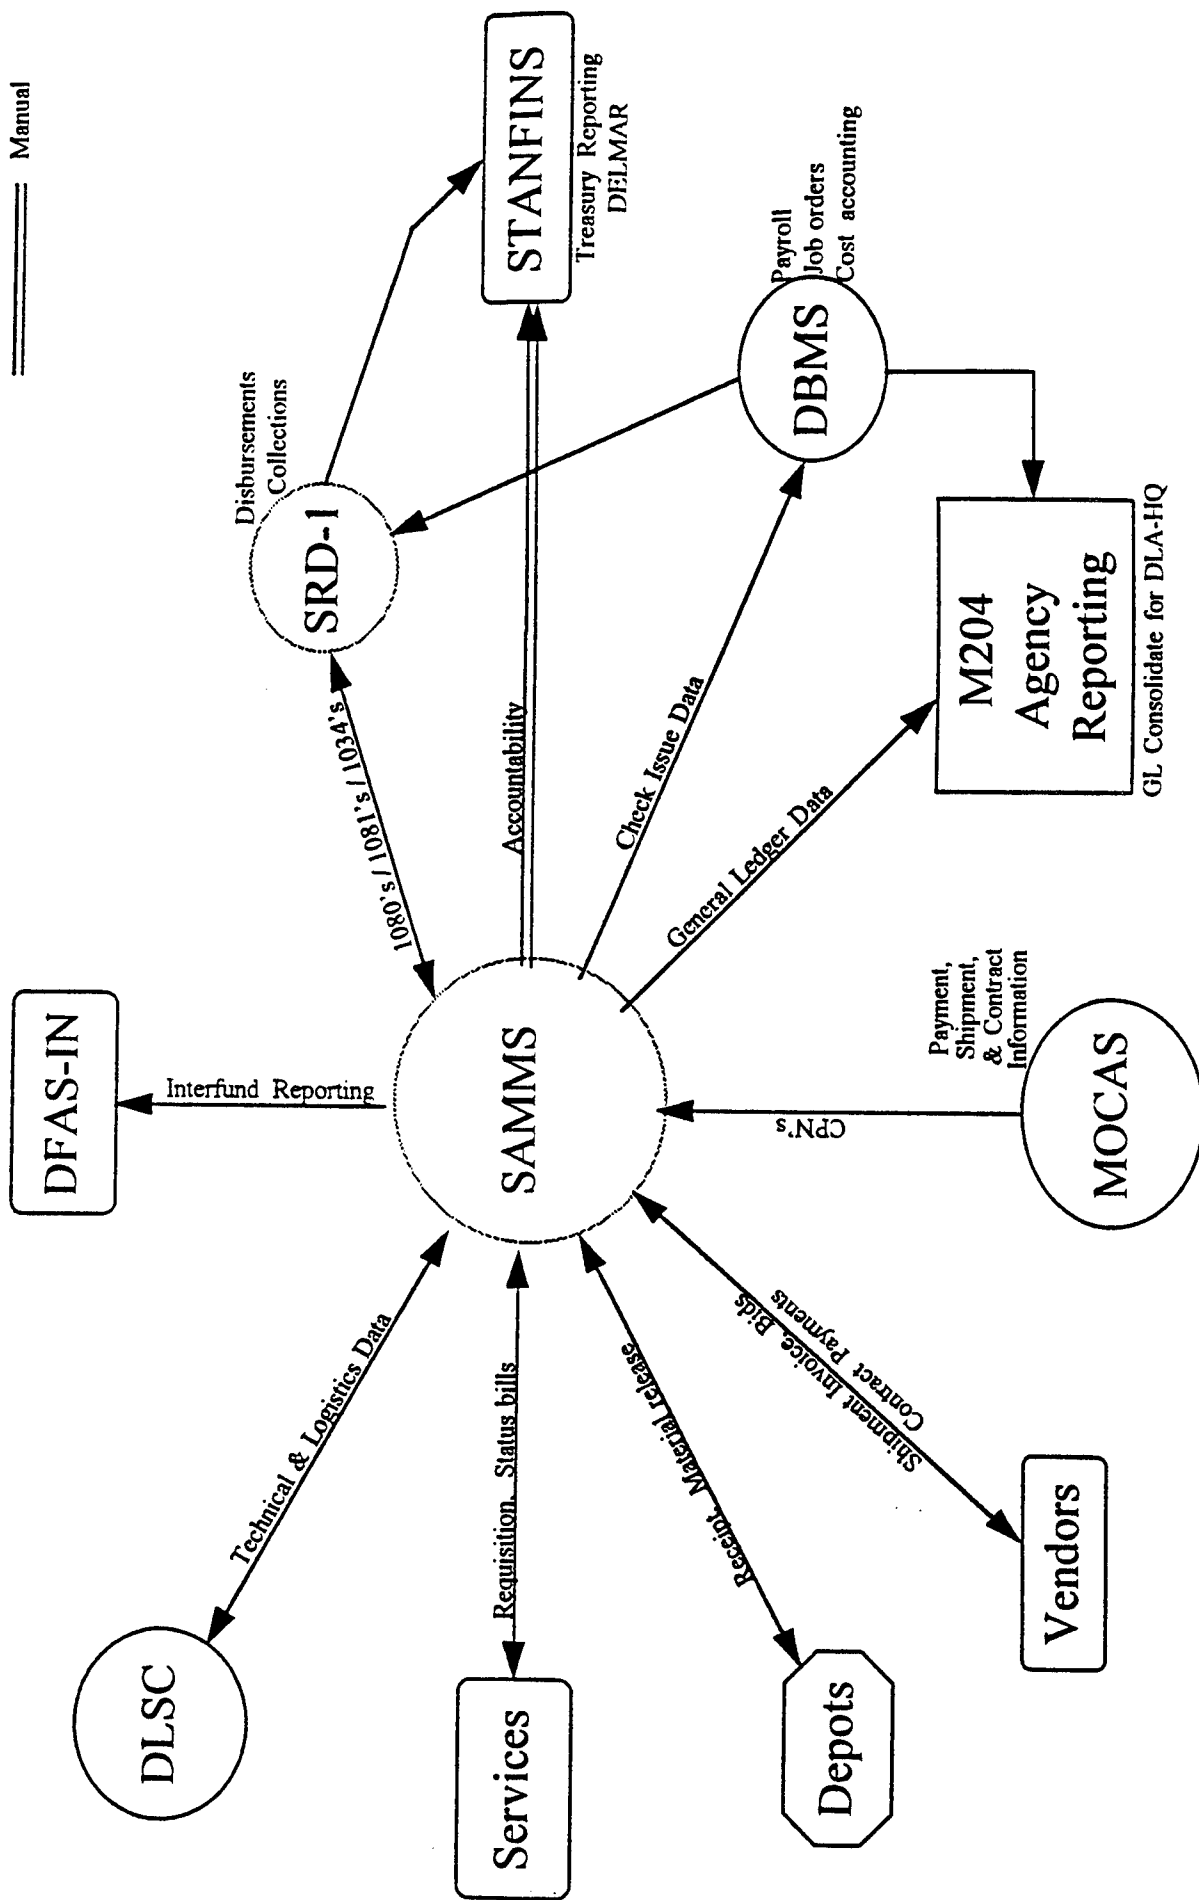 Manual
DLSC
Technical & Logistics Data
DFAS-IN
Interfund Reporting
Disbursements
Collections
SRD-1
1080's / 1081's / 1034's
Services
Requisition, Status bills
SAMMS
Accountability
STANFINS
Treasury Reporting
DELMAR
Check Issue Data
Payroll
Job orders
Cost accounting
DBMS
Depots
Receipt, Material release
General Ledger Data
Vendors
Shipment Invoice, Bids
Contract Payments
CPN's
Payment,
Shipment,
& Contract
Information
MOCAS
M204
Agency
Reporting
GL Consolidate for DLA-HQ